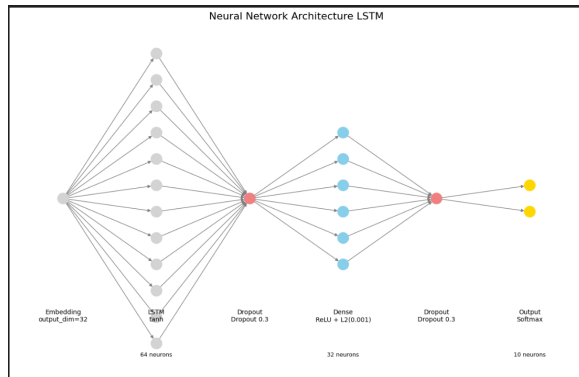 Neural Network Architecture LSTM
Embedding
output_dim=32
LSTM
tanh
Dropout
Dropout 0.3
Dense
ReLU + L2(0.001)
Dropout
Dropout 0.3
Output
Softmax
64 neurons
32 neurons
10 neurons